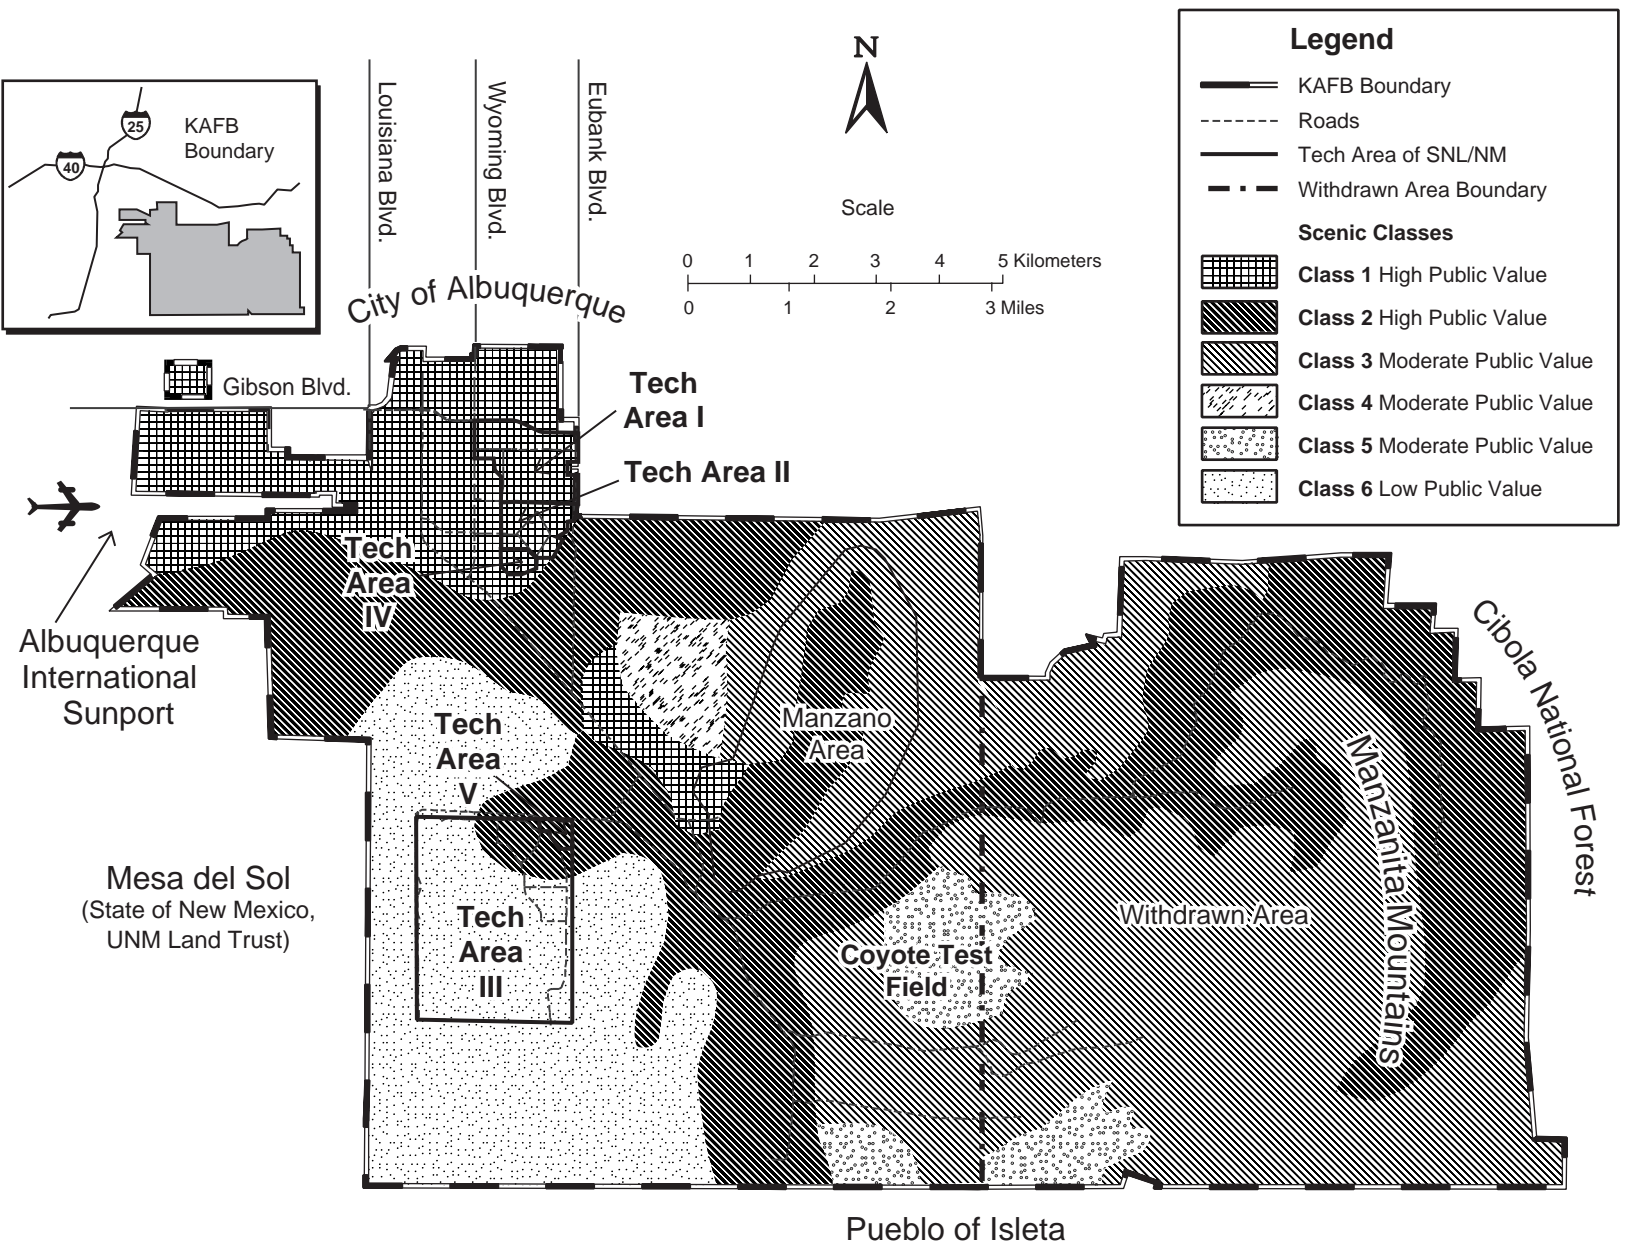 N
Scale
0 1 2 3 4 5 Kilometers
0 1 2 3 Miles
Legend
KAFB Boundary
Roads
Tech Area of SNL/NM
Withdrawn Area Boundary
Scenic Classes
Class 1 High Public Value
Class 2 High Public Value
Class 3 Moderate Public Value
Class 4 Moderate Public Value
Class 5 Moderate Public Value
Class 6 Low Public Value
25
40
KAFB
Boundary
Louisiana Blvd.
Wyoming Blvd.
Eubank Blvd.
City of Albuquerque
Gibson Blvd.
Tech
Area I
Tech Area II
Tech
Area
IV
Albuquerque
International
Sunport
Tech
Area
V
Manzano
Area
Cibola National Forest
Manzanita Mountains
Mesa del Sol
(State of New Mexico,
UNM Land Trust)
Tech
Area
III
Withdrawn Area
Coyote Test
Field
Pueblo of Isleta